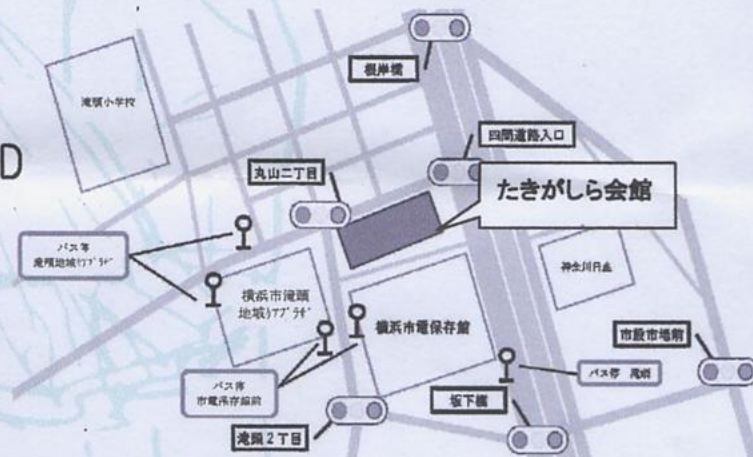 根岸橋
滝頭小学校
D
四間道路入口
丸山二丁目
たきがしら会館
バス停
滝頭地域ケアプラザ
横浜市滝頭
地域ケアプラザ
神奈川日産
横浜市電保存館
市設市場前
バス停
市電保存館前
バス停 滝頭
坂下橋
滝頭2丁目